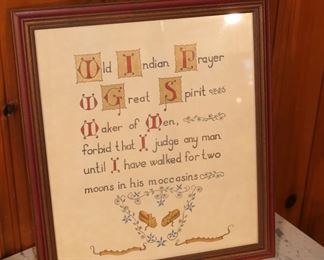 Old Indian Prayer
O Great Spirit
Maker of Men,
forbid that I judge any man
until I have walked for two
moons in his moccasins